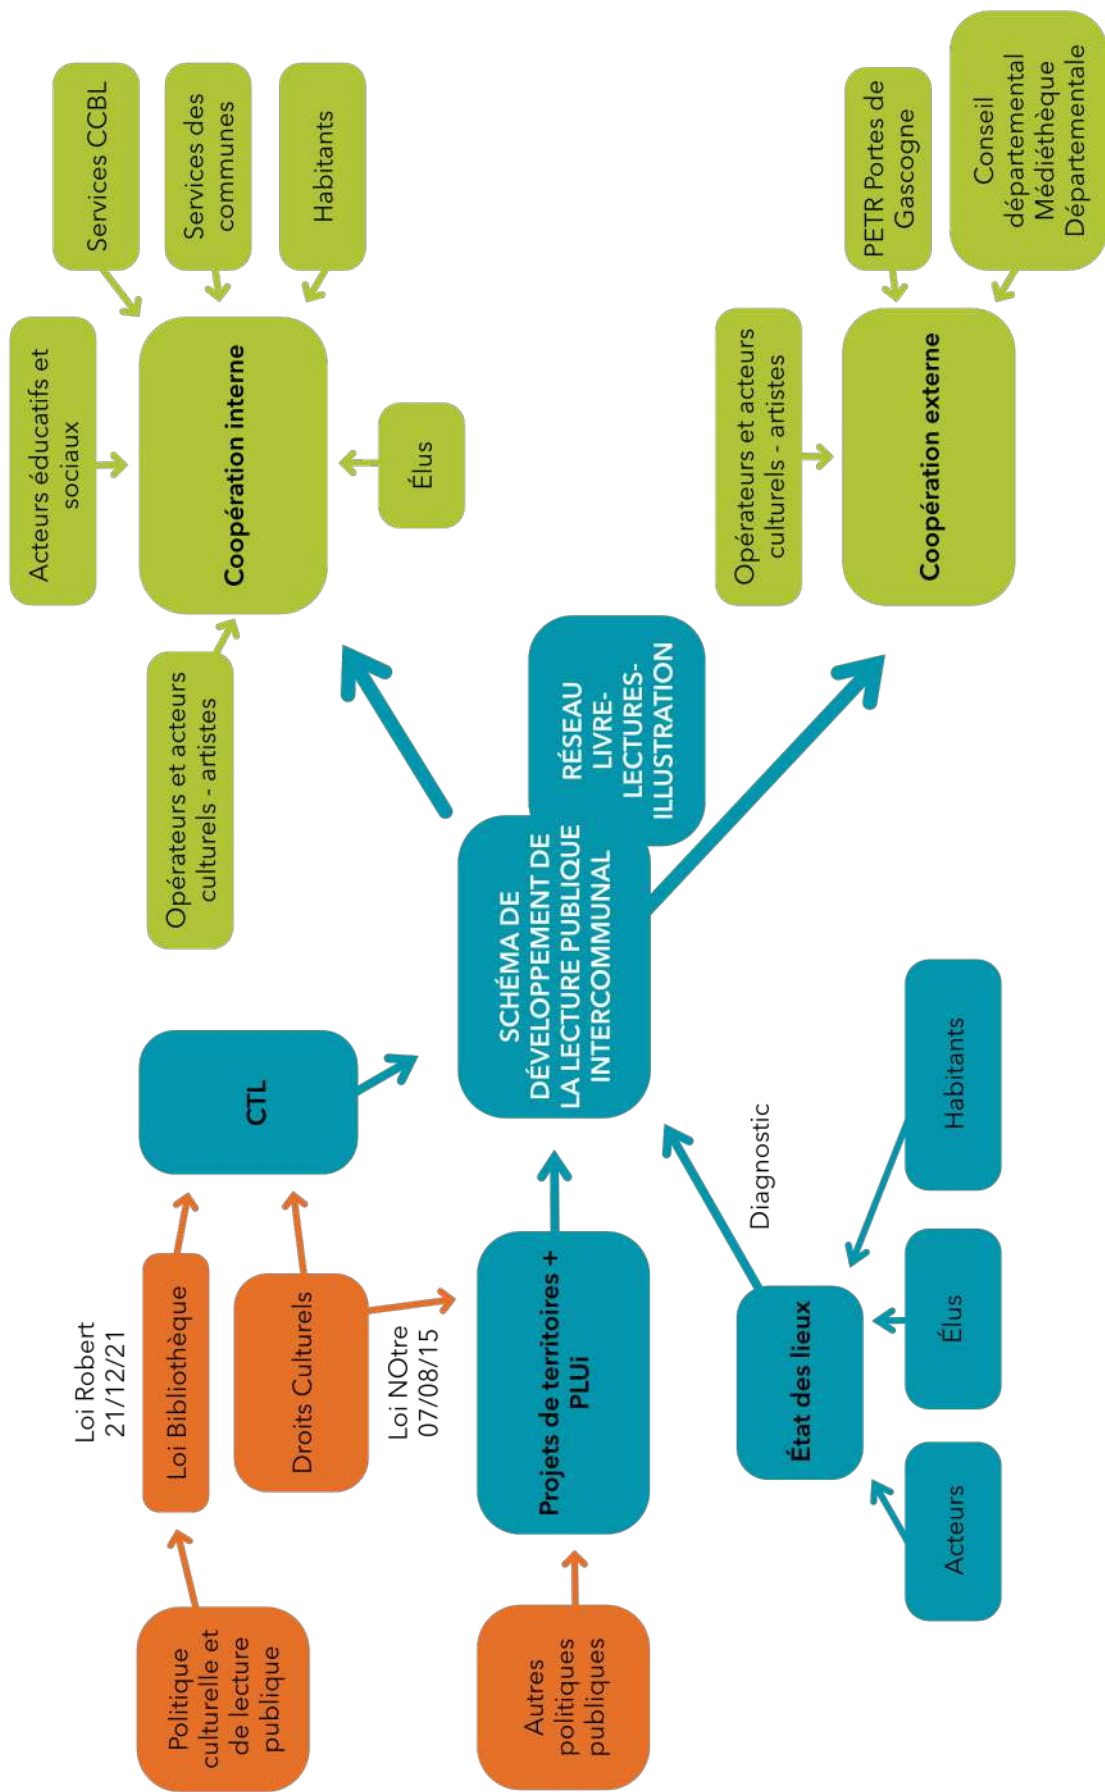 Politique
culturelle et
de lecture
publique
Loi Robert
21/12/21
Loi Bibliothèque
Droits Culturels
Loi NOtre
07/08/15
CTL
Autres
politiques
publiques
Projets de territoires +
PLUi
Acteurs
Élus
Habitants
État des lieux
Diagnostic
SCHÉMA DE
DÉVELOPPEMENT DE
LA LECTURE PUBLIQUE
INTERCOMMUNAL
RÉSEAU
LIVRE-
LECTURES-
ILLUSTRATION
Opérateurs et acteurs
culturels - artistes
Acteurs éducatifs et
sociaux
Services CCBL
Services des
communes
Habitants
Coopération interne
Élus
Opérateurs et acteurs
culturels - artistes
PETR Portes de
Gascogne
Conseil
départemental
Médiéthèque
Départementale
Coopération externe